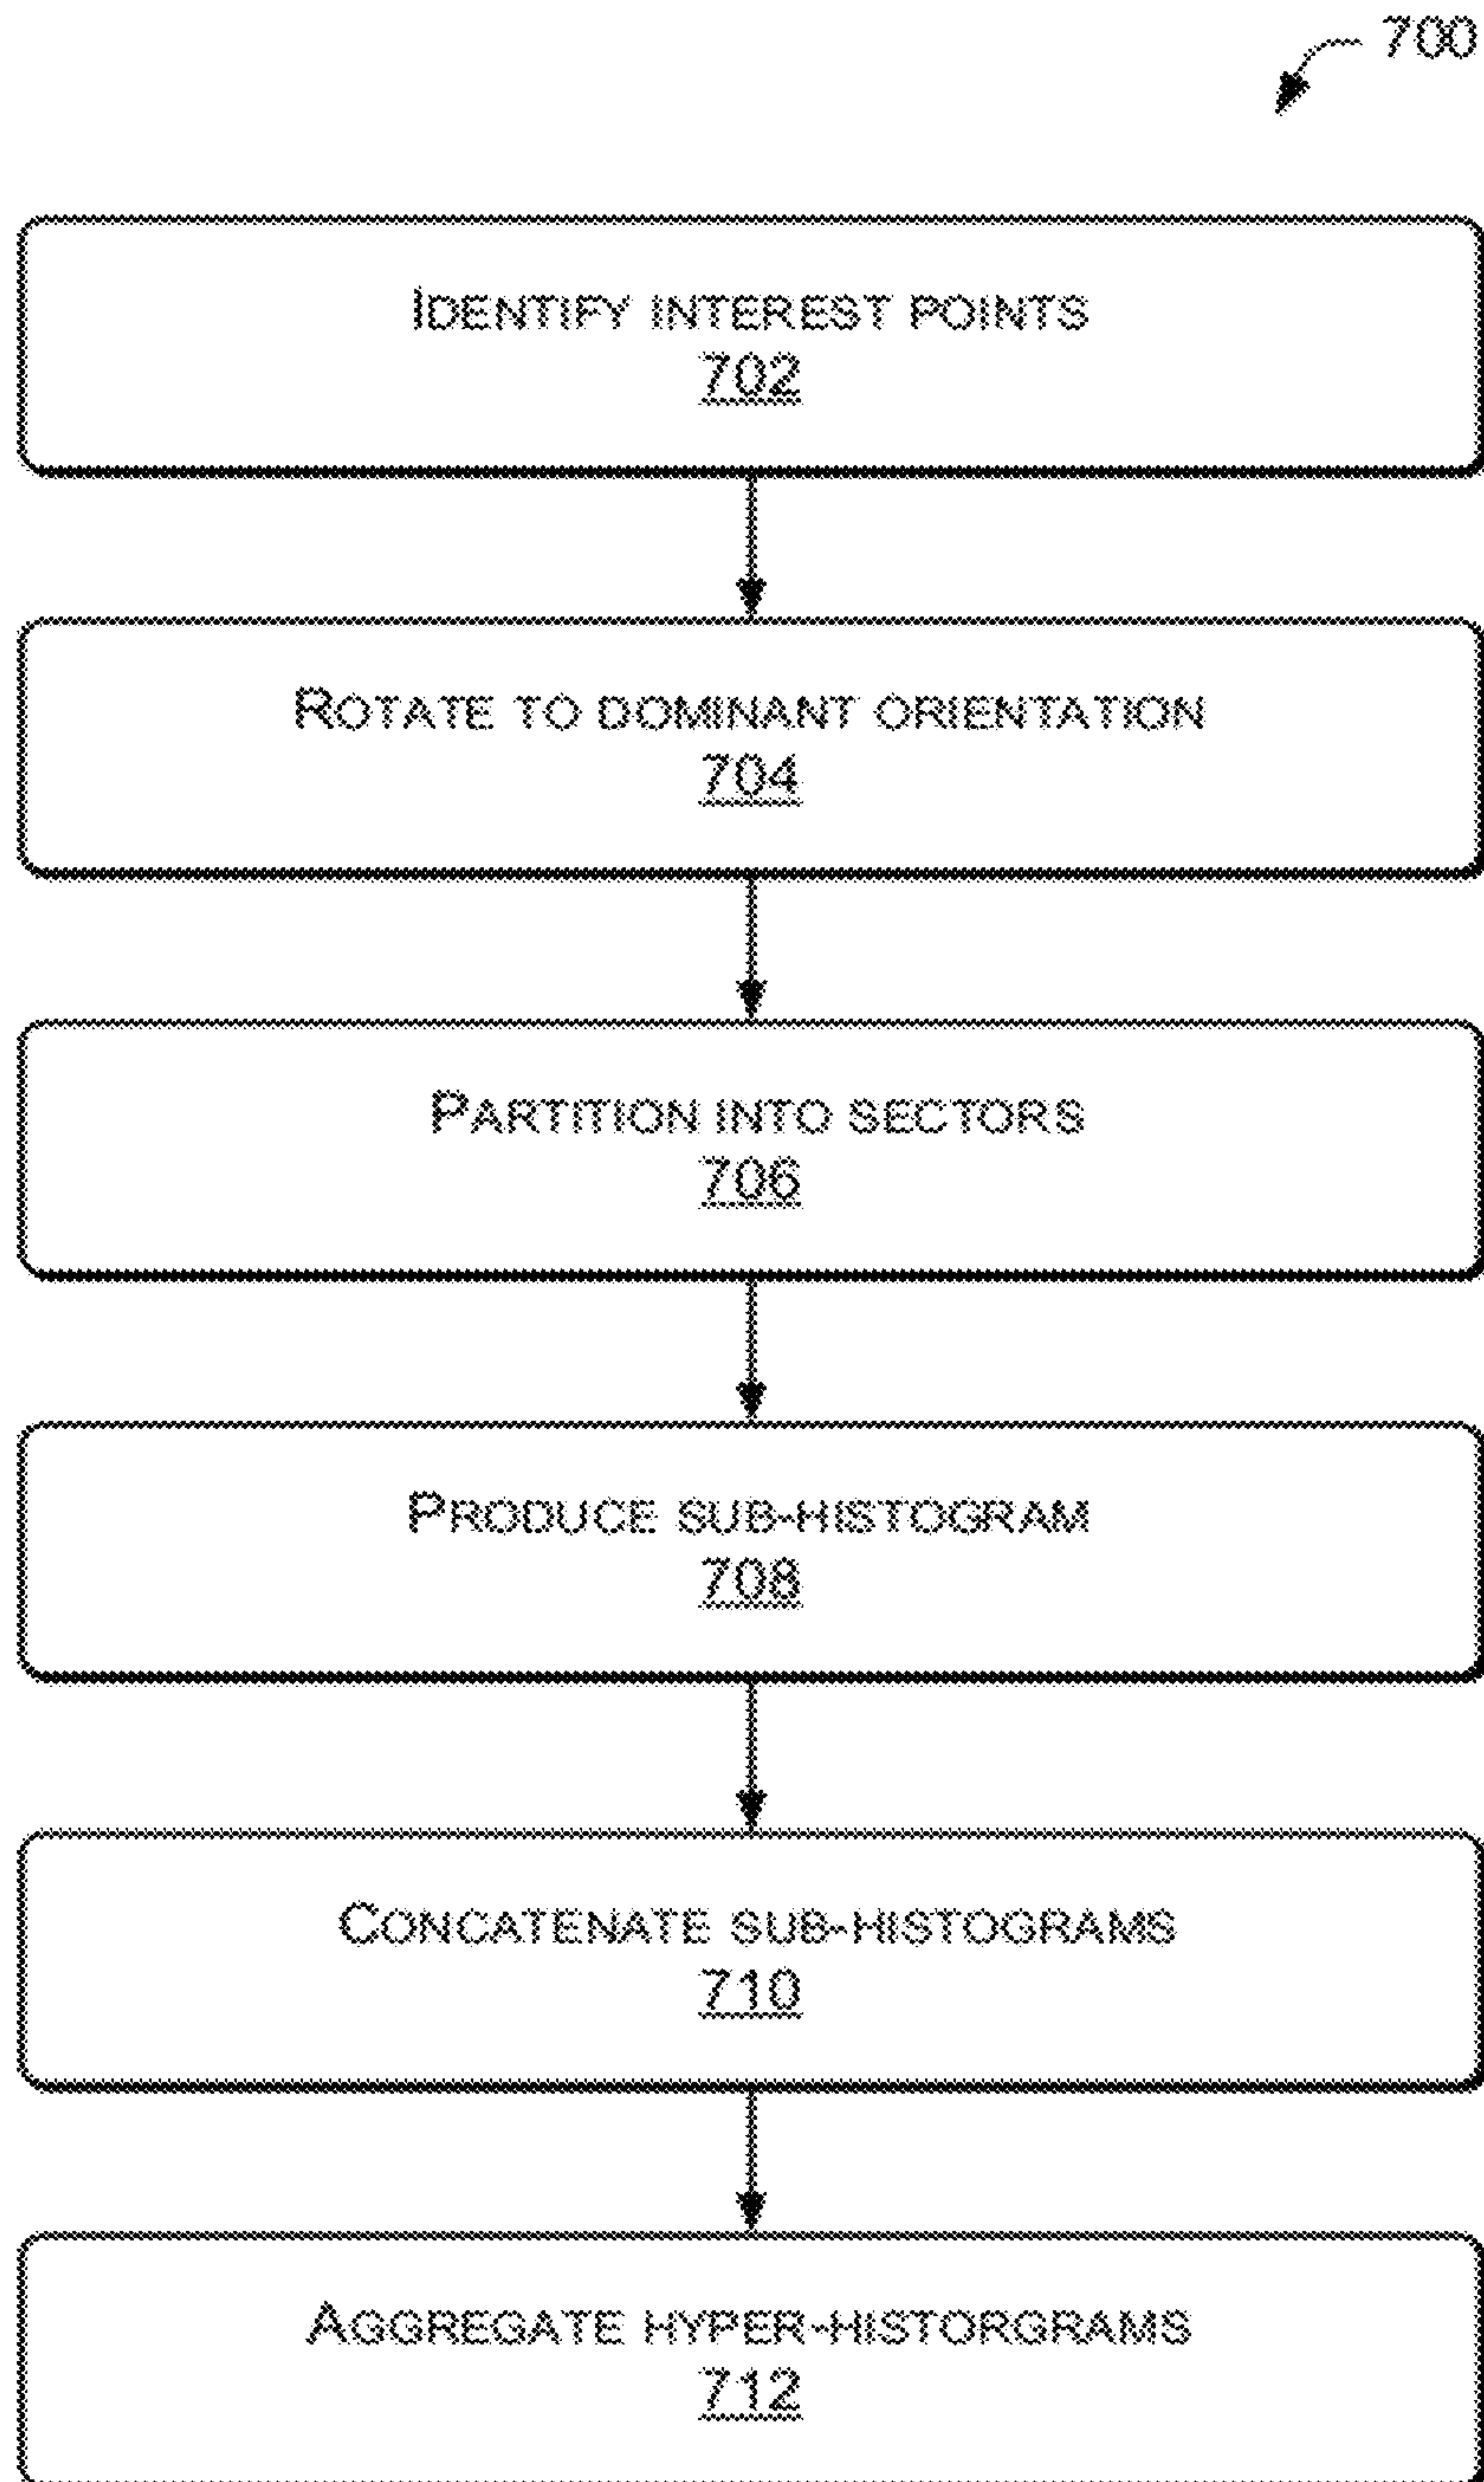 700
IDENTIFY INTEREST POINTS
702
ROTATE TO DOMINANT ORIENTATION
704
PARTITION INTO SECTORS
706
PRODUCE SUB-HISTOGRAM
708
CONCATENATE SUB-HISTOGRAMS
710
AGGREGATE HYPER-HISTORGRAMS
712